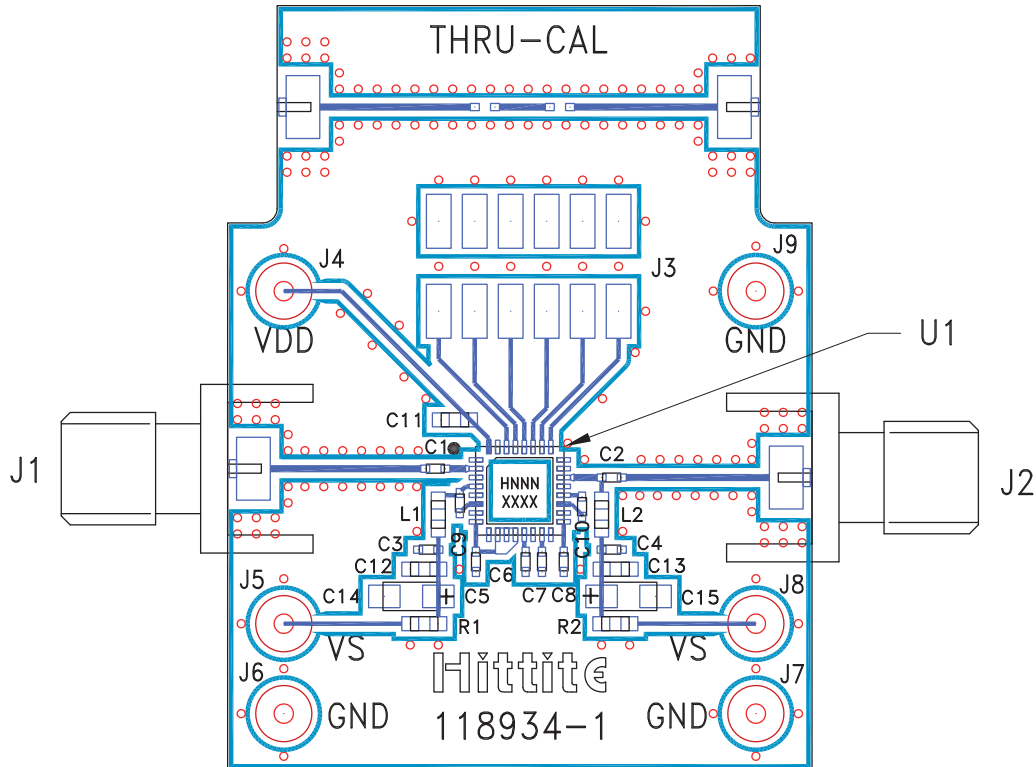 THRU-CAL
J4
J9
J3
VDD
GND
U1
C11
C1
C2
J1
HNNN
XXXX
J2
L1
L2
C3
C9
C10
C4
C12
C6
C13
J5
C14
+
C5
C7
C8
+
C15
J8
VS
R1
R2
VS
J6
Hittite
J7
GND
118934-1
GND